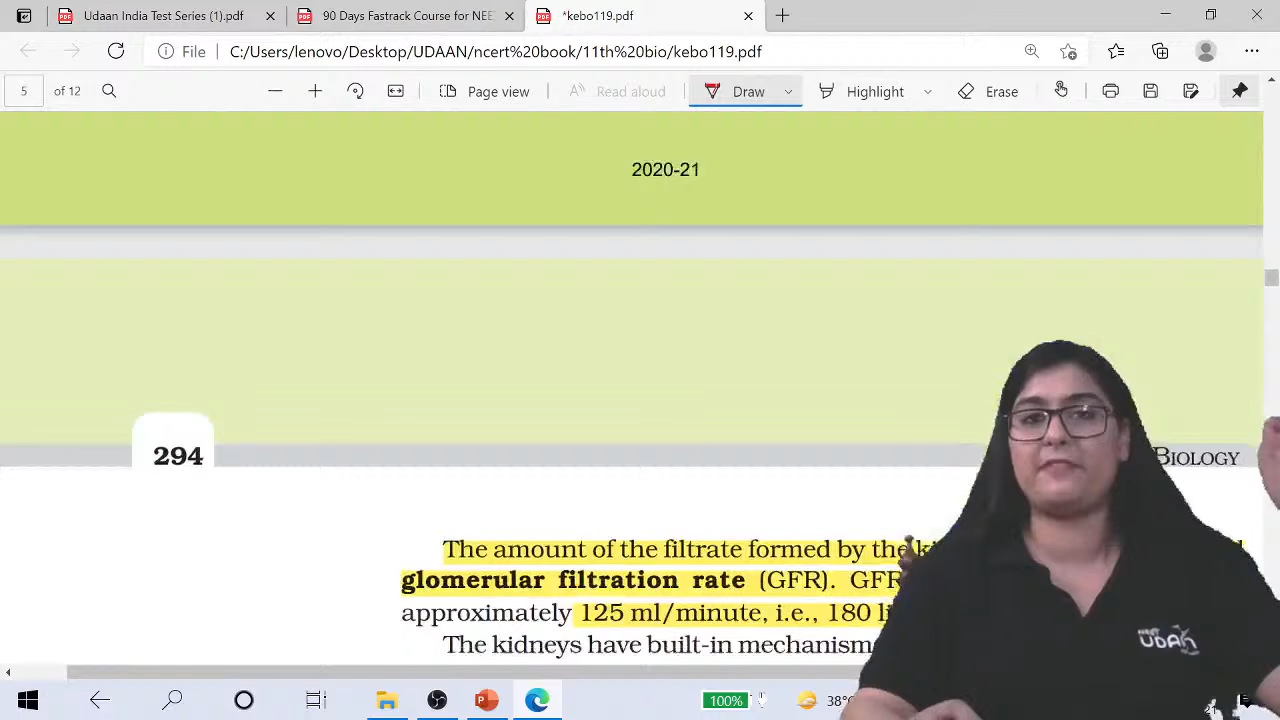 Udaan India Test Series (1).pdf
90 Days Fastrack Course for NEE
*kebo119.pdf
File
C:/Users/lenovo/Desktop/UDAAN/ncert%20book/11th%20bio/kebo119.pdf
5 of 12
Page view
Read aloud
Draw
Highlight
Erase
2020-21
294
BIOLOGY
The amount of the filtrate formed by the
glomerular filtration rate (GFR). GFR
approximately 125 ml/minute, i.e., 180
The kidneys have built-in
100%
38°
UDAAN